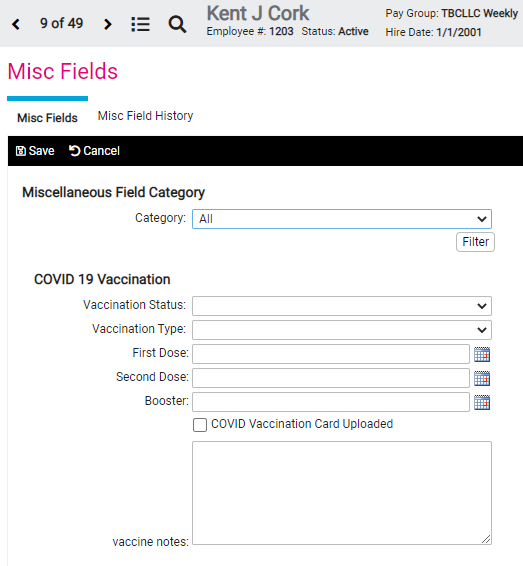 9 of 49
Kent J Cork
Employee #: 1203 Status: Active
Pay Group: TBCLLC Weekly
Hire Date: 1/1/2001
Misc Fields
Misc Fields
Misc Field History
Save
Cancel
Miscellaneous Field Category
Category: All
Filter
COVID 19 Vaccination
Vaccination Status:
Vaccination Type:
First Dose:
Second Dose:
Booster:
COVID Vaccination Card Uploaded
vaccine notes: